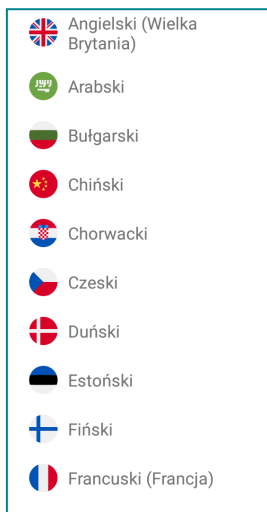 Angielski (Wielka
Brytania)
Arabski
Bułgarski
Chiński
Chorwacki
Czeski
Duński
Estoński
Fiński
Francuski (Francja)